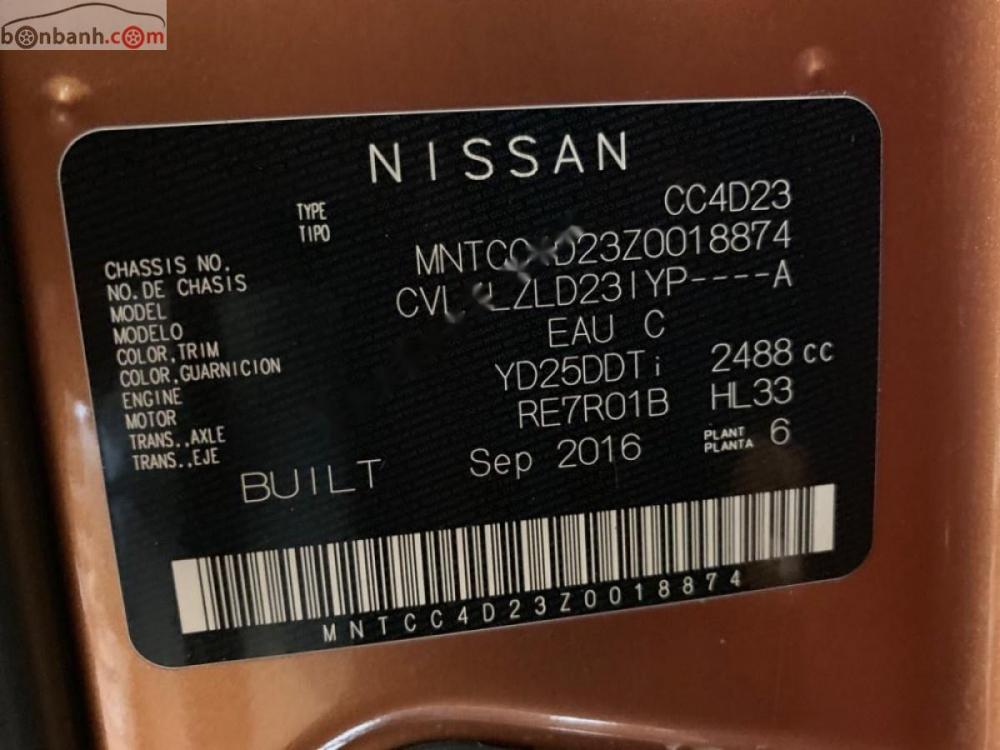 bonbanh.com
NISSAN
TYPE
TIPO
CC4D23
CHASSIS NO.
NO.DE CHASIS
MNTCC4D23Z0018874
MODEL
MODELO
COLOR,TRIM
COLOR,GUARNICION
EAU C
ENGINE
MOTOR
YD25DDTi 2488 cc
TRANS.,AXLE
TRANS.,EJE
RE7R01B HL33
BUILT Sep 2016
PLANT
PLANTA
6
MNTCC4D23Z0018874